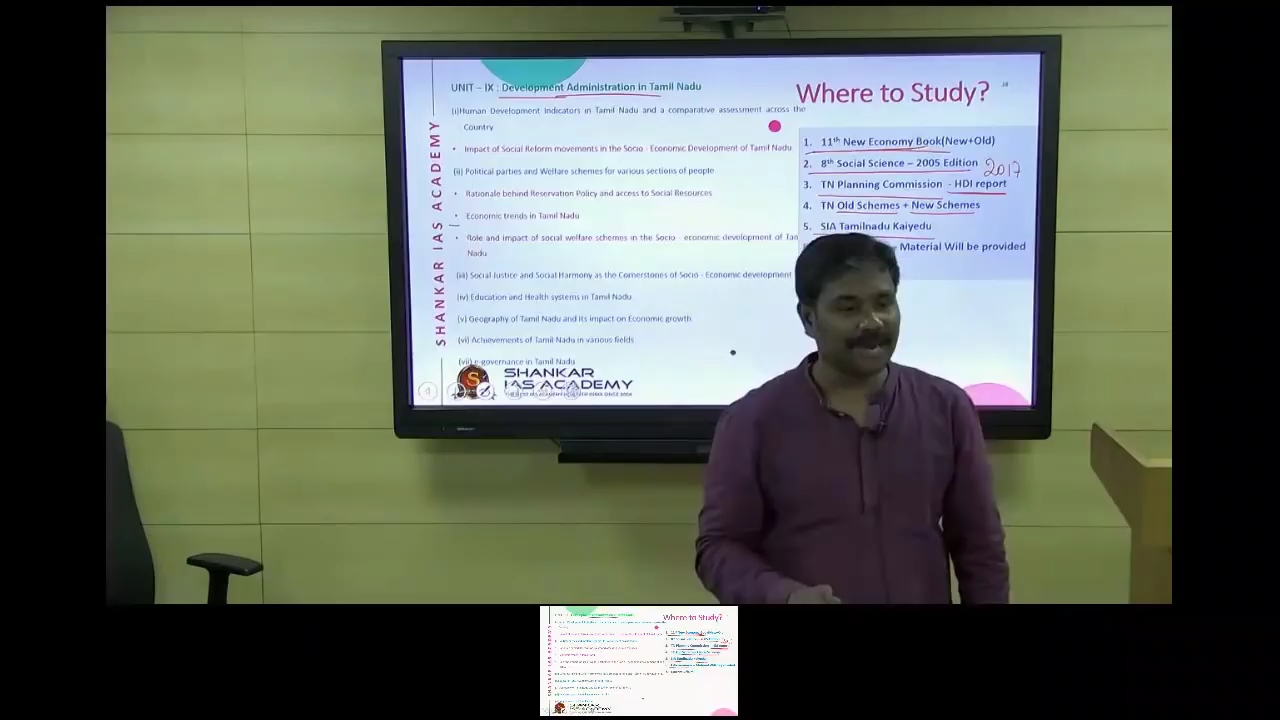 UNIT – IX : Development Administration in Tamil Nadu
(i)Human Development Indicators in Tamil Nadu and a comparative assessment across the
Country
• Impact of Social Reform movements in the Socio - Economic Development of Tamil Nadu
(ii) Political parties and Welfare schemes for various sections of people
• Rationale behind Reservation Policy and access to Social Resources
• Economic trends in Tamil Nadu
• Role and impact of social welfare schemes in the Socio - economic development of Tam
Nadu
(iii) Social Justice and Social Harmony as the Cornerstones of Socio - Economic development
(iv) Education and Health systems in Tamil Nadu
(v) Geography of Tamil Nadu and its impact on Economic growth
(vi) Achievements of Tamil Nadu in various fields
(vii) e-governance in Tamil Nadu
SHANKAR IAS ACADEMY
SHANKAR
IAS ACADEMY
Where to Study?
1. 11th New Economy Book(New+Old)
2. 8th Social Science – 2005 Edition
2017
3. TN Planning Commission - HDI report
4. TN Old Schemes + New Schemes
5. SIA Tamilnadu Kaiyedu
Material Will be provided
Where to Study?
SHANKAR